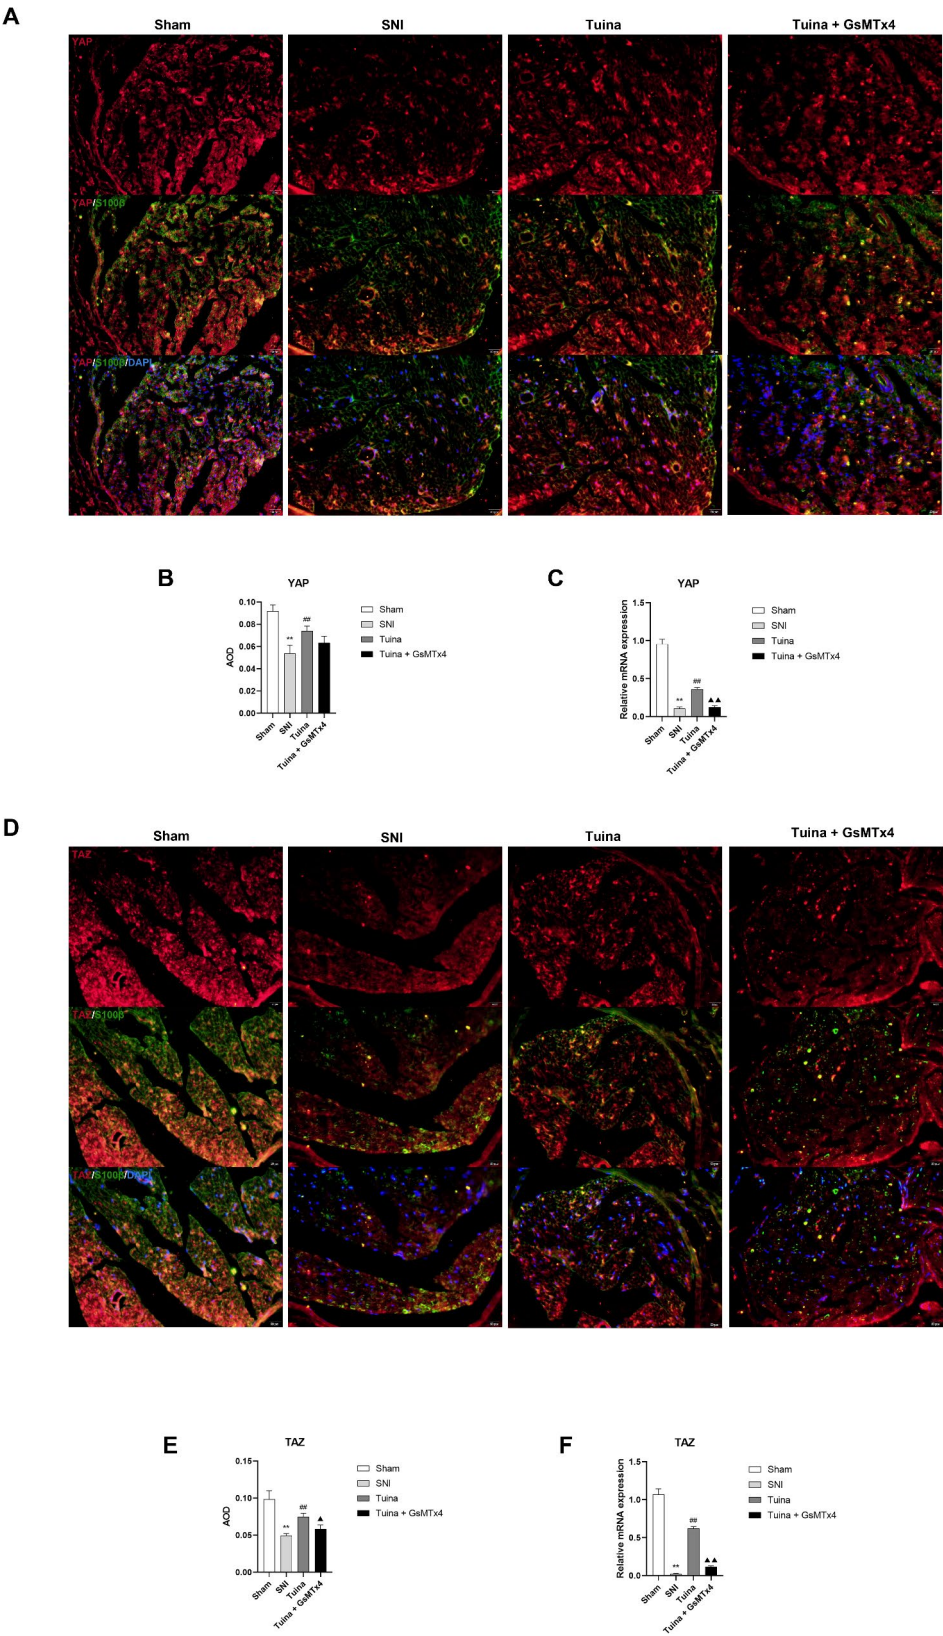 A
Sham
SNI
Tuina
Tuina + GsMTx4
YAP
YAP/S100β
YAP/S100β/DAPI
B
YAP
AOD
0.10
0.08
0.06
0.04
0.02
0.00
**
##
Sham
SNI
Tuina
Tuina + GsMTx4
Sham
SNI
Tuina
Tuina + GsMTx4
C
YAP
Relative mRNA expression
1.5
1.0
0.5
0.0
**
##
▲▲
Sham
SNI
Tuina
Tuina + GsMTx4
Sham
SNI
Tuina
Tuina + GsMTx4
D
Sham
SNI
Tuina
Tuina + GsMTx4
TAZ
TAZ/S100β
TAZ/S100β/DAPI
E
TAZ
AOD
0.15
0.10
0.05
0.00
**
##
▲
Sham
SNI
Tuina
Tuina + GsMTx4
Sham
SNI
Tuina
Tuina + GsMTx4
F
TAZ
Relative mRNA expression
1.5
1.0
0.5
0.0
**
##
▲▲
Sham
SNI
Tuina
Tuina + GsMTx4
Sham
SNI
Tuina
Tuina + GsMTx4